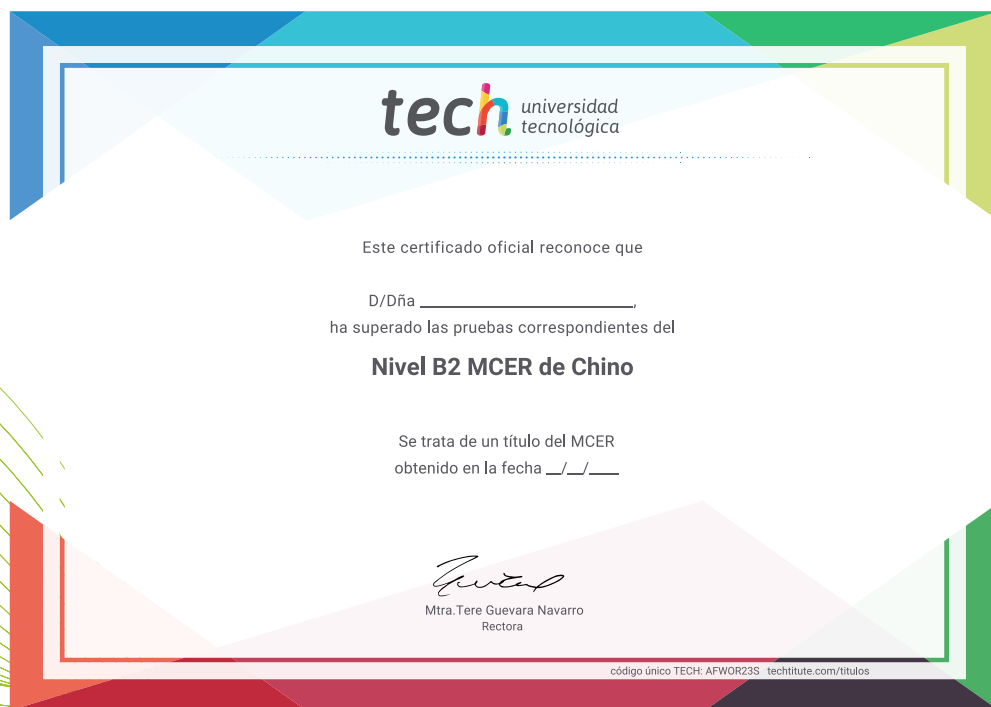 tech universidad
tecnológica
Este certificado oficial reconoce que
D/Dña ______________________,
ha superado las pruebas correspondientes del
Nivel B2 MCER de Chino
Se trata de un título del MCER
obtenido en la fecha __/__/____
Mtra.Tere Guevara Navarro
Rectora
código único TECH: AFWOR23S techtitute.com/titulos